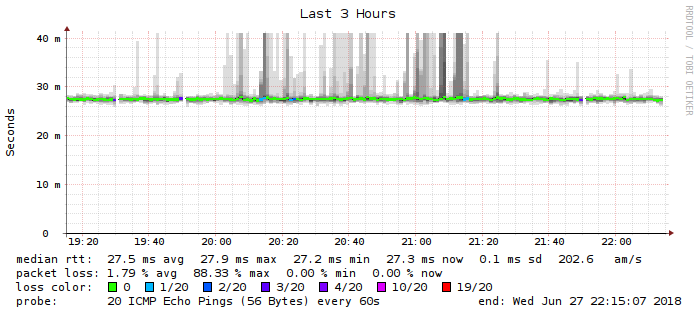 Last 3 Hours
RRDTOOL / TOBI OETIKER
Seconds
40 m
30 m
20 m
10 m
0
19:20 19:40 20:00 20:20 20:40 21:00 21:20 21:40 22:00
median rtt: 27.5 ms avg 27.9 ms max 27.2 ms min 27.3 ms now 0.1 ms sd 202.6 am/s
packet loss: 1.79 % avg 88.33 % max 0.00 % min 0.00 % now
loss color: 0 1/20 2/20 3/20 4/20 10/20 19/20
probe: 20 ICMP Echo Pings (56 Bytes) every 60s end: Wed Jun 27 22:15:07 2018